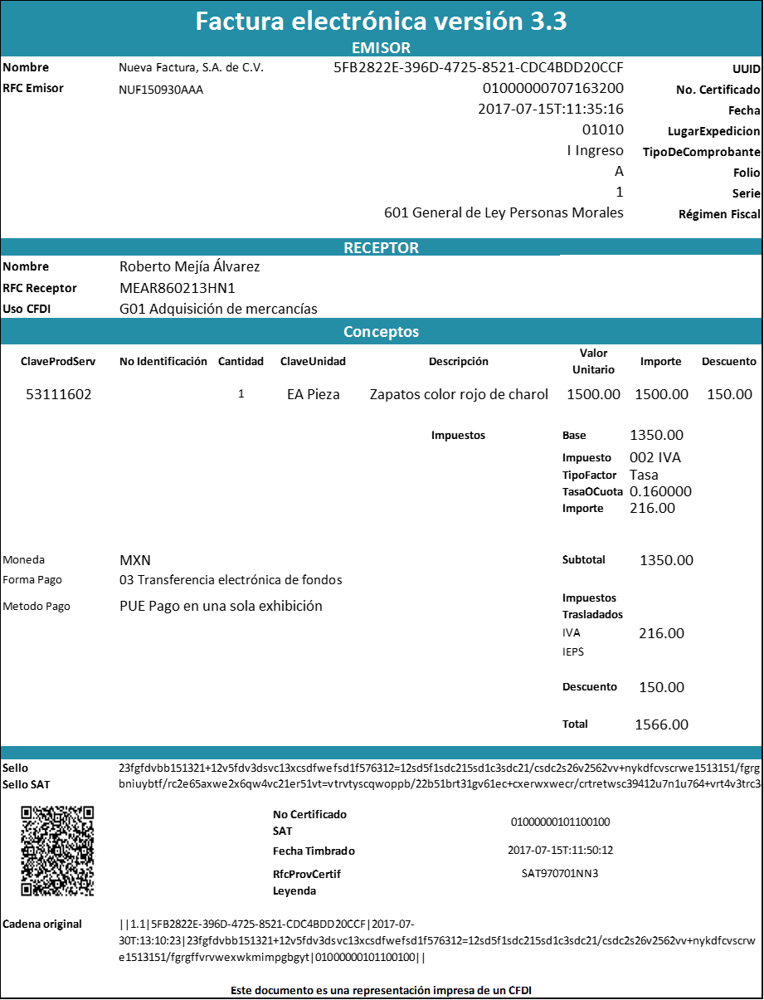 Factura electrónica versión 3.3
EMISOR
Nombre Nueva Factura, S.A. de C.V. 5FB2822E-396D-4725-8521-CDC4BDD20CCF UUID
RFC Emisor NUF150930AAA 01000000707163200 No. Certificado
2017-07-15T:11:35:16 Fecha
01010 LugarExpedicion
I Ingreso TipoDeComprobante
A Folio
1 Serie
601 General de Ley Personas Morales Régimen Fiscal
RECEPTOR
Nombre Roberto Mejía Álvarez
RFC Receptor MEAR860213HN1
Uso CFDI G01 Adquisición de mercancías
Conceptos
ClaveProdServ No Identificación Cantidad ClaveUnidad Descripción Valor Unitario Importe Descuento
53111602 1 EA Pieza Zapatos color rojo de charol 1500.00 1500.00 150.00
Impuestos Base 1350.00
Impuesto 002 IVA
TipoFactor Tasa
TasaOCuota 0.160000
Importe 216.00
Moneda MXN Subtotal 1350.00
Forma Pago 03 Transferencia electrónica de fondos
Metodo Pago PUE Pago en una sola exhibición Impuestos
Trasladados
IVA 216.00
IEPS
Descuento 150.00
Total 1566.00
Sello 23fgfdvbb151321+12v5fdv3dsvc13xcsdfwefsd1f576312=12sd5f1sdc215sd1c3sdc21/csdc2s26v2562vv+nykdfcvscrwe1513151/fgrg
Sello SAT bniuybtf/rc2e65axwe2x6qw4vc21er51vt=vtrvtyscqwoppb/22b51brt31gv61ec+cxerwxwecr/crtretwsc39412u7n1u764+vrt4v3trc3
No Certificado
SAT 01000000101100100
Fecha Timbrado 2017-07-15T:11:50:12
RfcProvCertif SAT970701NN3
Leyenda
Cadena original ||1.1|5FB2822E-396D-4725-8521-CDC4BDD20CCF|2017-07-
30T:13:10:23|23fgfdvbb151321+12v5fdv3dsvc13xcsdfwefsd1f576312=12sd5f1sdc215sd1c3sdc21/csdc2s26v2562vv+nykdfcvscrw
e1513151/fgrgffvrvwexwkmimpgbgyt|01000000101100100||
Este documento es una representación impresa de un CFDI